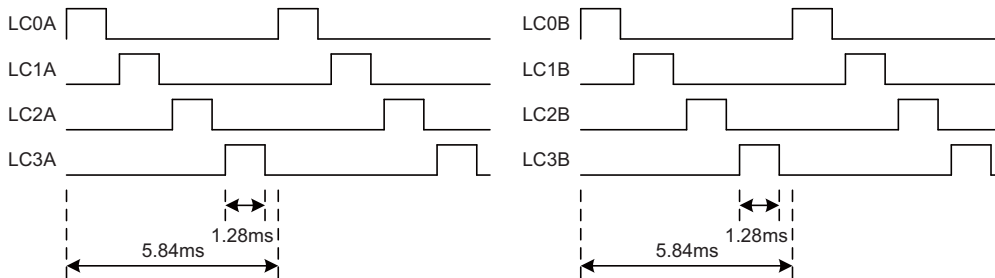 LC0A
LC1A
LC2A
LC3A
1.28ms
5.84ms
LC0B
LC1B
LC2B
LC3B
1.28ms
5.84ms